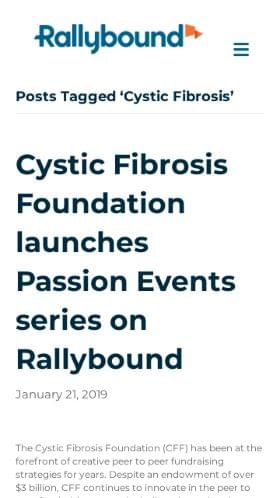 Rallybound
Posts Tagged ‘Cystic Fibrosis’
Cystic Fibrosis
Foundation
launches
Passion Events
series on
Rallybound
January 21, 2019
The Cystic Fibrosis Foundation (CFF) has been at the
forefront of creative peer to peer fundraising
strategies for years. Despite an endowment of over
$3 billion, CFF continues to innovate in the peer to